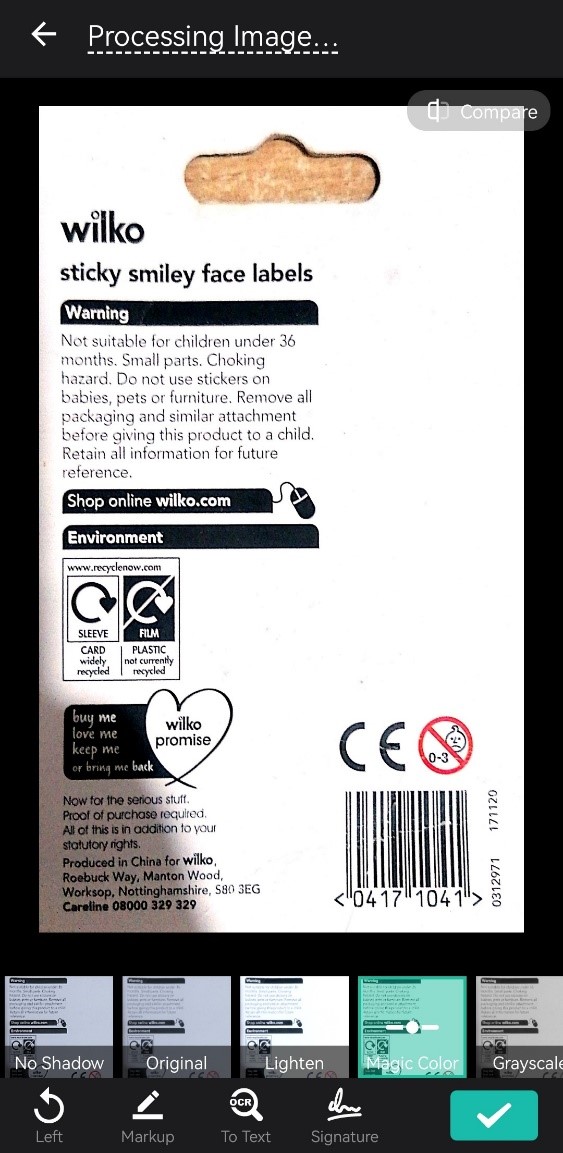 Processing Image...
Compare
wilko
sticky smiley face labels
Warning
Not suitable for children under 36
months. Small parts. Choking
hazard. Do not use stickers on
babies, pets or furniture. Remove all
packaging and similar attachment
before giving this product to a child.
Retain all information for future
reference.
Shop online wilko.com
Environment
www.recyclenow.com
SLEEVE FILM
CARD PLASTIC
widely not currently
recycled recycled
buy me
love me
keep me
or bring me back
wilko
promise
CE
0-3
Now for the serious stuff.
Proof of purchase required.
All of this is in addition to your
statutory rights.
Produced in China for wilko,
Roebuck Way, Manton Wood,
Worksop, Nottinghamshire, S80 3EG
Careline 08000 329 329
<0417 1041>
0312971 171120
No Shadow Original Lighten Magic Color Grayscale
OCR
Left Markup To Text Signature